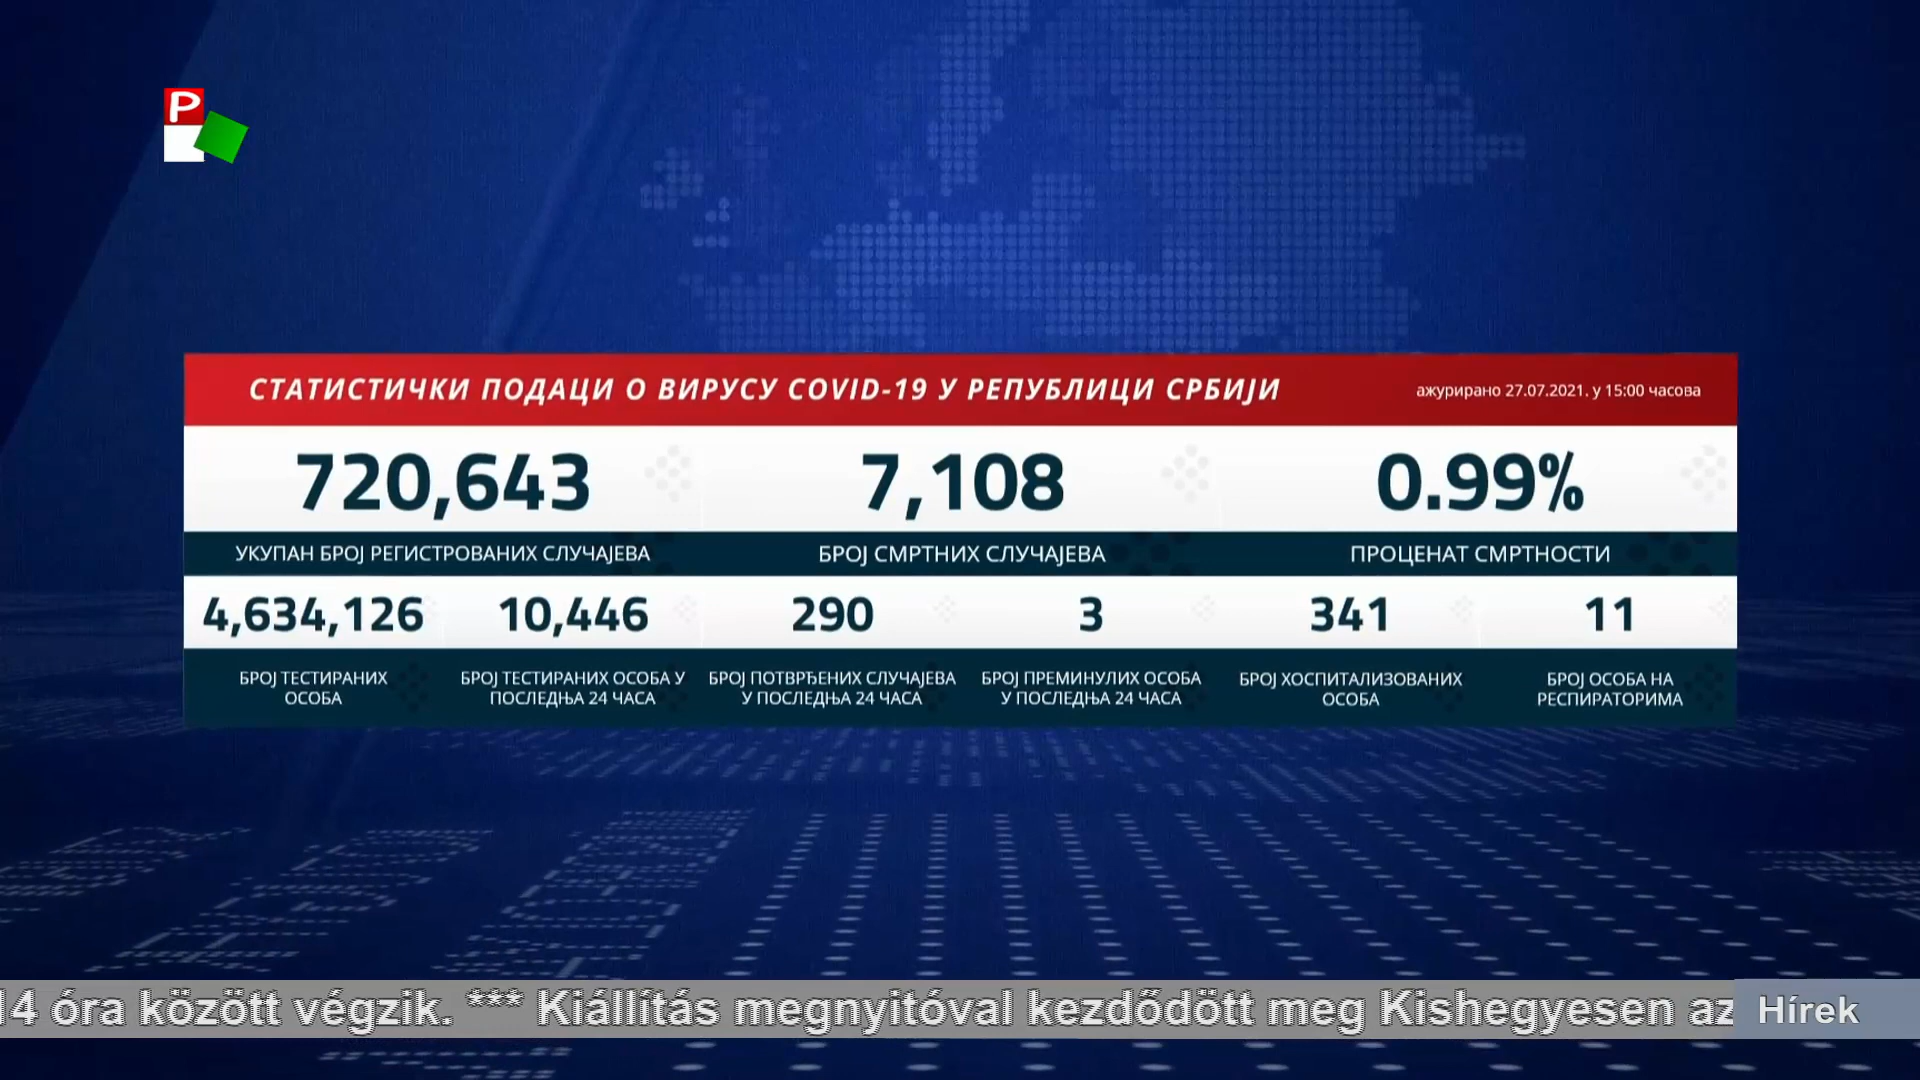 P
СТАТИСТИЧКИ ПОДАЦИ О ВИРУСУ COVID-19 У РЕПУБЛИЦИ СРБИЈИ
ажурирано 27.07.2021. у 15:00 часова
720,643
7,108
0.99%
УКУПАН БРОЈ РЕГИСТРОВАНИХ СЛУЧАЈЕВА
БРОЈ СМРТНИХ СЛУЧАЈЕВА
ПРОЦЕНАТ СМРТНОСТИ
4,634,126
10,446
290
3
341
11
БРОЈ ТЕСТИРАНИХ
ОСОБА
БРОЈ ТЕСТИРАНИХ ОСОБА У
ПОСЛЕДЊА 24 ЧАСА
БРОЈ ПОТВРЂЕНИХ СЛУЧАЈЕВА
У ПОСЛЕДЊА 24 ЧАСА
БРОЈ ПРЕМИНУЛИХ ОСОБА
У ПОСЛЕДЊА 24 ЧАСА
БРОЈ ХОСПИТАЛИЗОВАНИХ
ОСОБА
БРОЈ ОСОБА НА
РЕСПИРАТОРИМА
14 óra között végzik. *** Kiállítás megnyitóval kezdődött meg Kishegyesen az
Hírek